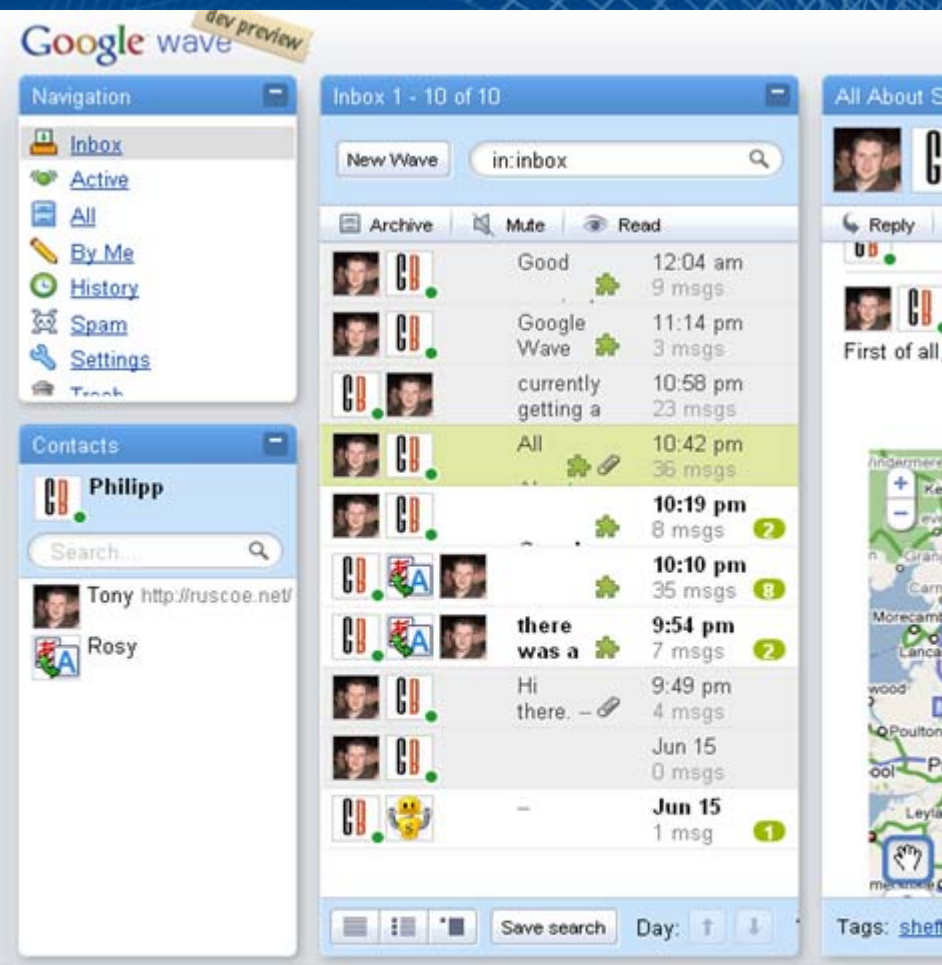 Google wave
dev preview
Navigation
Inbox
Active
All
By Me
History
Spam
Settings
Trash
Contacts
Philipp
Search...
Tony http://ruscoe.net/
Rosy
Inbox 1 - 10 of 10
New Wave
in:inbox
Archive Mute Read
Good 12:04 am
9 msgs
Google 11:14 pm
Wave 3 msgs
currently 10:58 pm
getting a 23 msgs
All 10:42 pm
36 msgs
10:19 pm
8 msgs 2
10:10 pm
35 msgs 8
there 9:54 pm
was a 7 msgs 2
Hi 9:49 pm
there. – 4 msgs
Jun 15
0 msgs
– Jun 15
1 msg 1
Save search Day:
All About S
Reply
First of all
Morecamb
Lanca
wood
Poulton
ool
Leyla
Tags: sheff